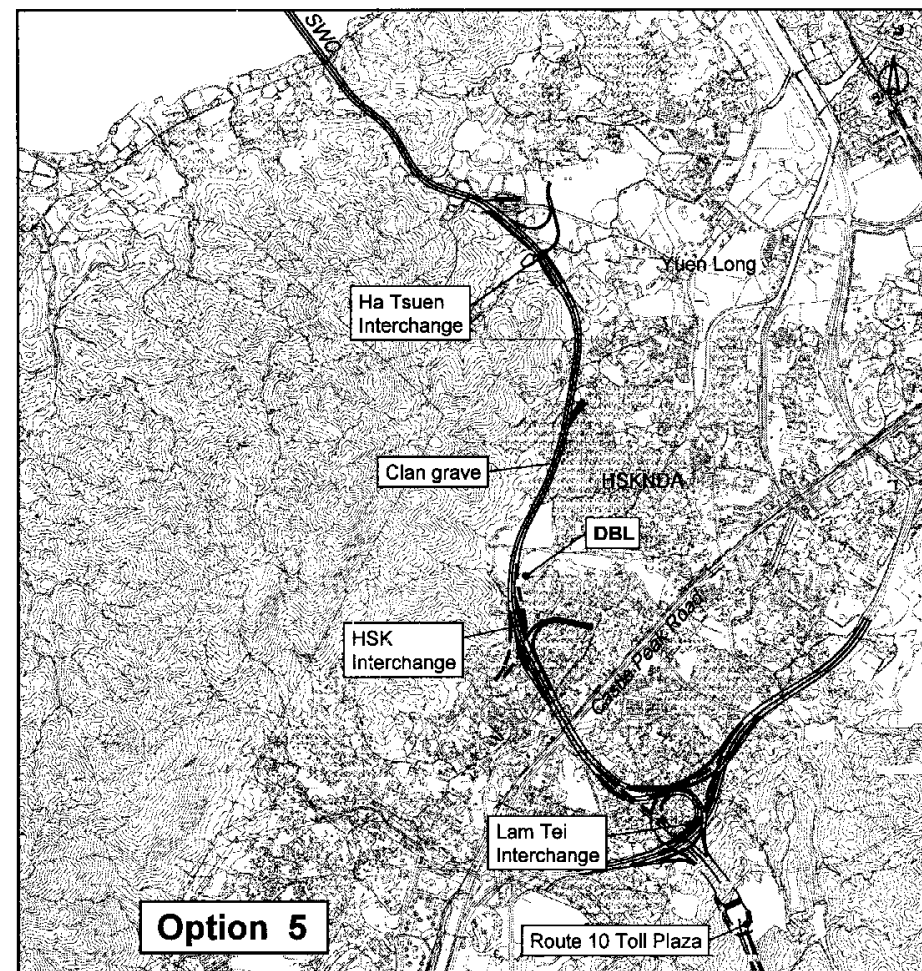 SWC
Yuen Long
Ha Tsuen
Interchange
Clan grave
HSKNDA
DBL
HSK
Interchange
Castle Peak Road
Lam Tei
Interchange
Option 5
Route 10 Toll Plaza